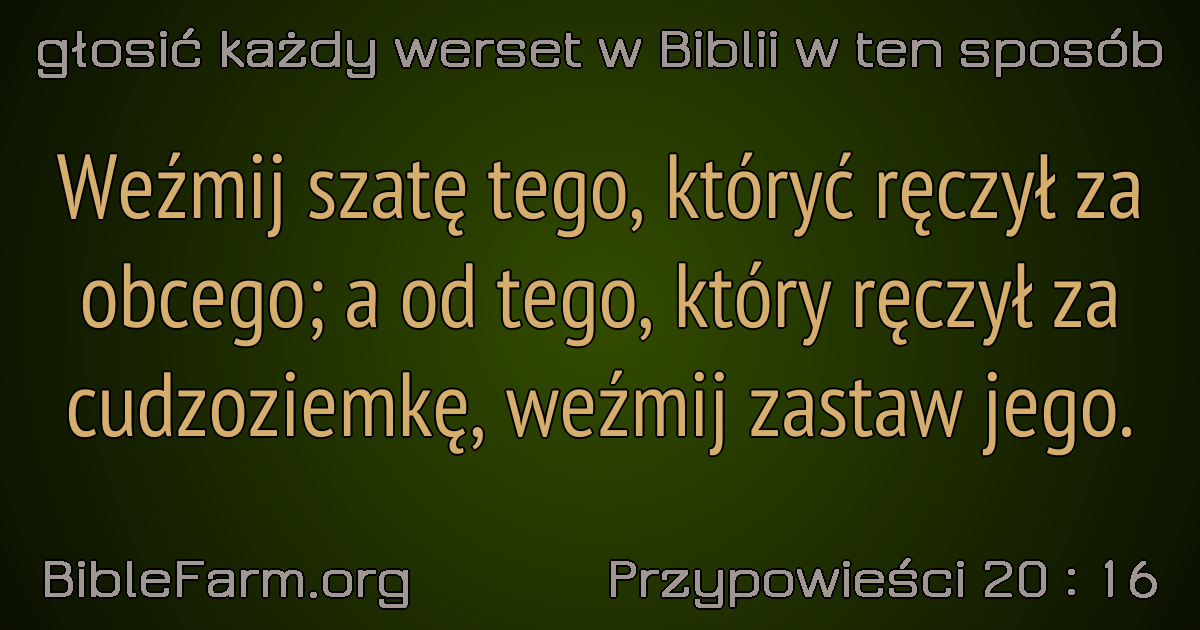 głosić każdy werset w Biblii w ten sposób
Weźmij szatę tego, któryć ręczył za
obcego; a od tego, który ręczył za
cudzoziemkę, weźmij zastaw jego.
BibleFarm.org
Przypowieści 20 : 16